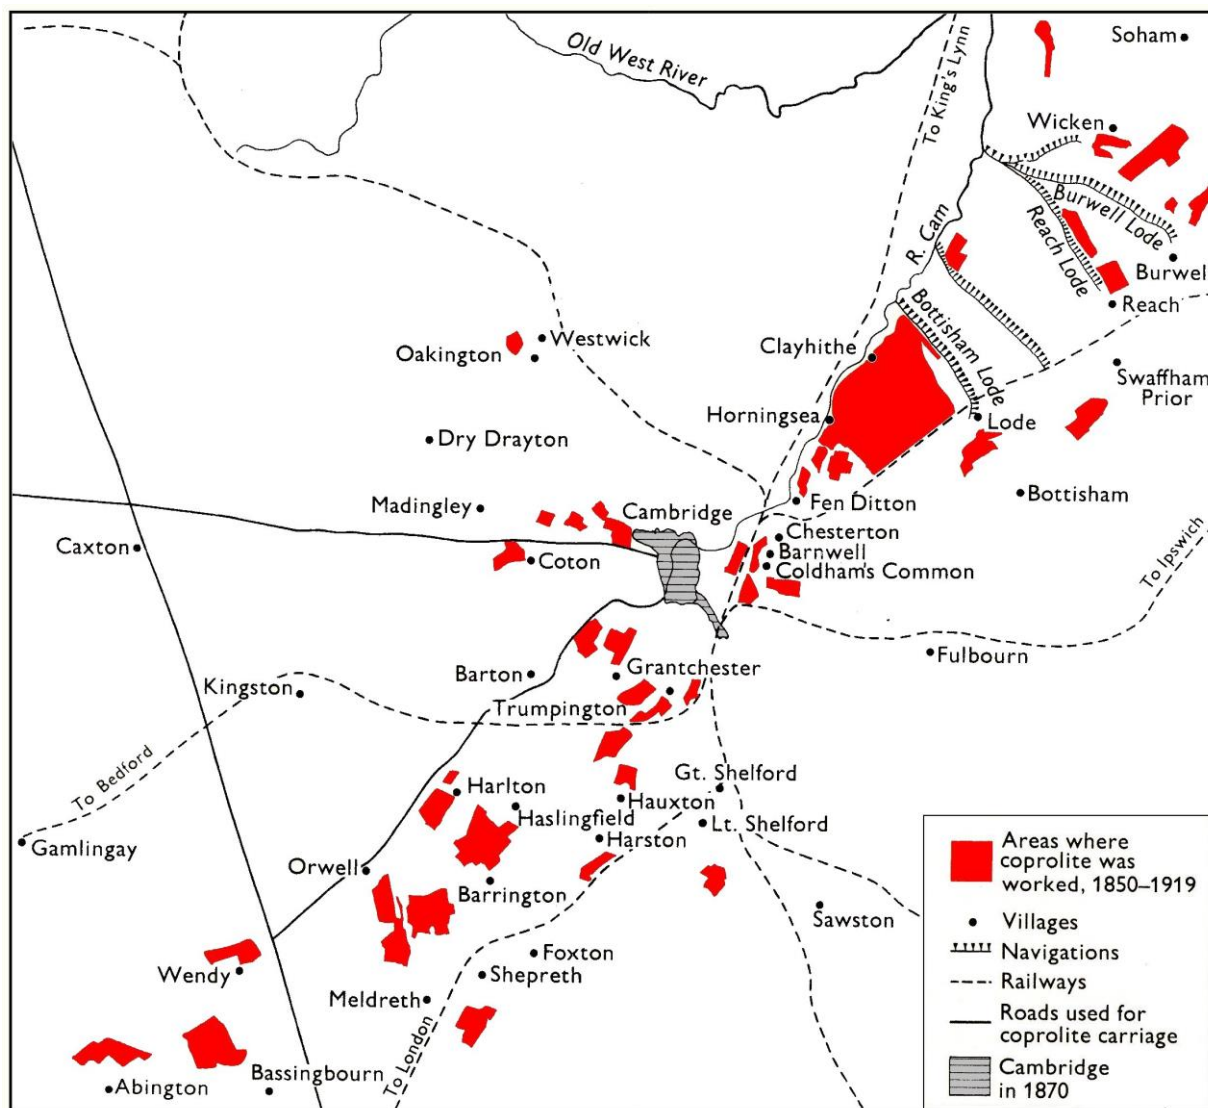 Old West River
To King's Lynn
Soham
Wicken
Burwell Lode
Reach Lode
R. Cam
Burwell
Reach
Bottisham Lode
Westwick
Oakington
Clayhithe
Swaffham
Prior
Horningsea
Lode
Dry Drayton
Madingley
Bottisham
Cambridge
Fen Ditton
Chesterton
Caxton
Barnwell
Coton
Coldham's Common
To Ipswich
Fulbourn
Barton
Grantchester
Kingston
Trumpington
To Bedford
Gt. Shelford
Harlton
Hauxton
Haslingfield
Lt. Shelford
Harston
Gamlingay
Orwell
Barrington
Sawston
Foxton
Wendy
Shepreth
Meldreth
To London
Abington
Bassingbourn
Areas where
coprolite was
worked, 1850–1919
Villages
Navigations
Railways
Roads used for
coprolite carriage
Cambridge
in 1870